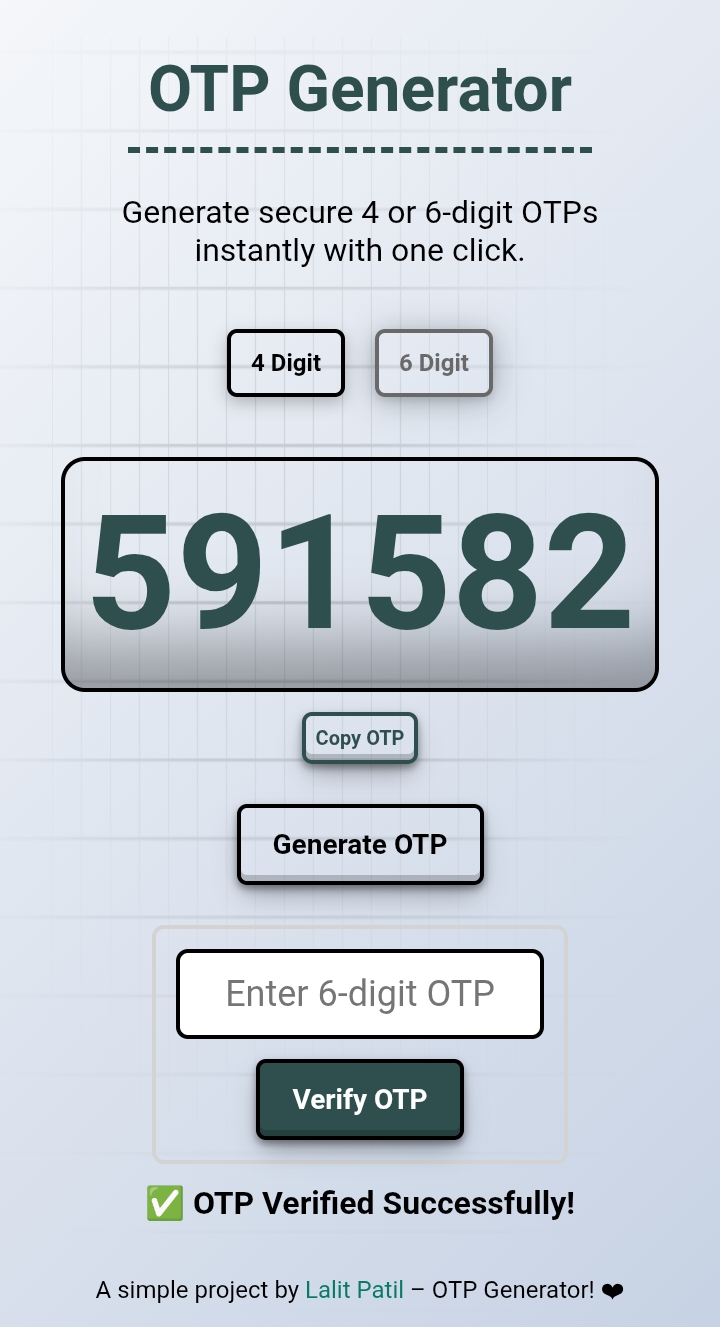 OTP Generator
Generate secure 4 or 6-digit OTPs
instantly with one click.
4 Digit
6 Digit
591582
Copy OTP
Generate OTP
Enter 6-digit OTP
Verify OTP
✅ OTP Verified Successfully!
A simple project by Lalit Patil – OTP Generator! ❤